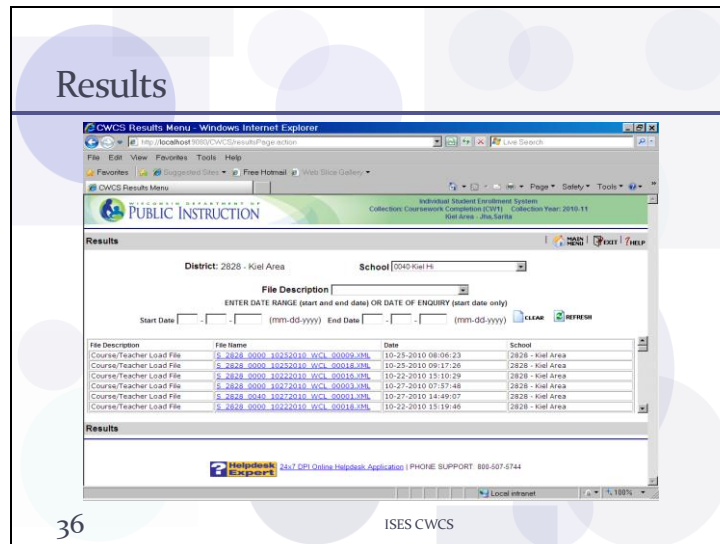 Results
CWCS Results Menu - Windows Internet Explorer
http://localhost:9080/CWCS/resultsPage.action
Live Search
File Edit View Favorites Tools Help
Favorites Suggested Sites Free Hotmail Web Slice Gallery
CWCS Results Menu
Page Safety Tools
WISCONSIN DEPARTMENT OF
PUBLIC INSTRUCTION
Individual Student Enrollment System
Collection: Coursework Completion (CW1) Collection Year: 2010-11
Kiel Area - Jha,Sarita
Results
MAIN MENU | EXIT | ? HELP
District: 2828 - Kiel Area School 0040-Kiel Hi
File Description
ENTER DATE RANGE (start and end date) OR DATE OF ENQUIRY (start date only)
Start Date - - (mm-dd-yyyy) End Date - - (mm-dd-yyyy) CLEAR REFRESH
File Description File Name Date School
Course/Teacher Load File S_2828_0000_10252010_WCL_00009.XML 10-25-2010 08:06:23 2828 - Kiel Area
Course/Teacher Load File S_2828_0000_10252010_WCL_00018.XML 10-25-2010 09:17:26 2828 - Kiel Area
Course/Teacher Load File S_2828_0000_10222010_WCL_00016.XML 10-22-2010 15:10:29 2828 - Kiel Area
Course/Teacher Load File S_2828_0000_10272010_WCL_00003.XML 10-27-2010 07:57:48 2828 - Kiel Area
Course/Teacher Load File S_2828_0040_10272010_WCL_00001.XML 10-27-2010 14:49:07 2828 - Kiel Area
Course/Teacher Load File S_2828_0000_10222010_WCL_00018.XML 10-22-2010 15:19:46 2828 - Kiel Area
Results
? Helpdesk Expert 24x7 DPI Online Helpdesk Application | PHONE SUPPORT 800-507-5744
Local intranet 100%
36
ISES CWCS